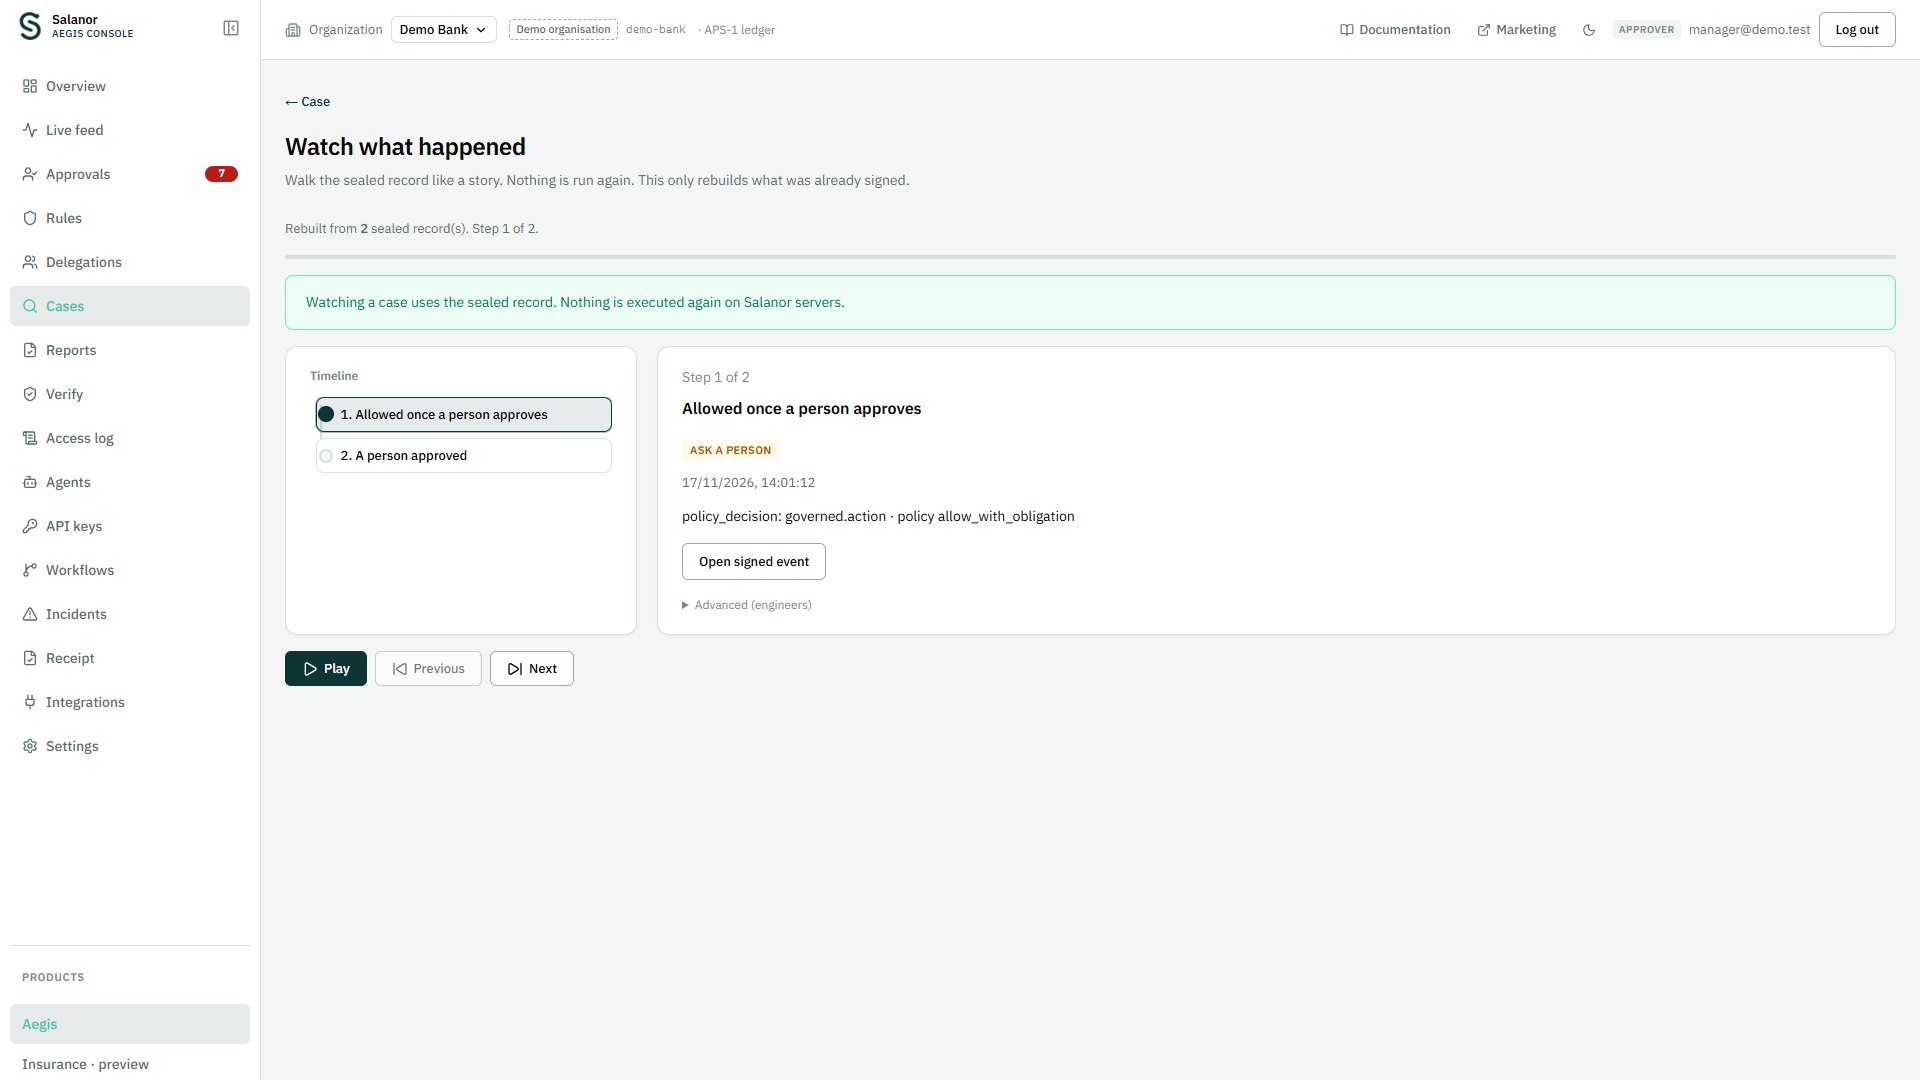 Salanor
AEGIS CONSOLE
Organization
Demo Bank
Demo organisation
demo-bank
· APS-1 ledger
Documentation
Marketing
APPROVER
manager@demo.test
Log out
Overview
Live feed
Approvals
7
Rules
Delegations
Cases
Reports
Verify
Access log
Agents
API keys
Workflows
Incidents
Receipt
Integrations
Settings
PRODUCTS
Aegis
Insurance · preview
← Case
Watch what happened
Walk the sealed record like a story. Nothing is run again. This only rebuilds what was already signed.
Rebuilt from 2 sealed record(s). Step 1 of 2.
Watching a case uses the sealed record. Nothing is executed again on Salanor servers.
Timeline
1. Allowed once a person approves
2. A person approved
Step 1 of 2
Allowed once a person approves
ASK A PERSON
17/11/2026, 14:01:12
policy_decision: governed.action · policy allow_with_obligation
Open signed event
Advanced (engineers)
Play
Previous
Next